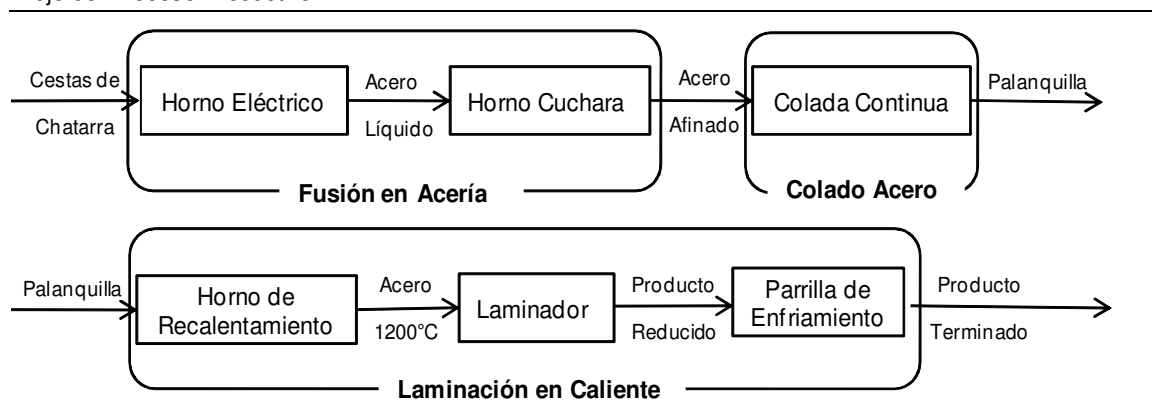 Cestas de
Chatarra
Horno Eléctrico
Acero
Líquido
Horno Cuchara
Acero
Afinado
Colada Continua
Palanquilla
Fusión en Acería
Colado Acero
Palanquilla
Horno de
Recalentamiento
Acero
1200°C
Laminador
Producto
Reducido
Parrilla de
Enfriamiento
Producto
Terminado
Laminación en Caliente